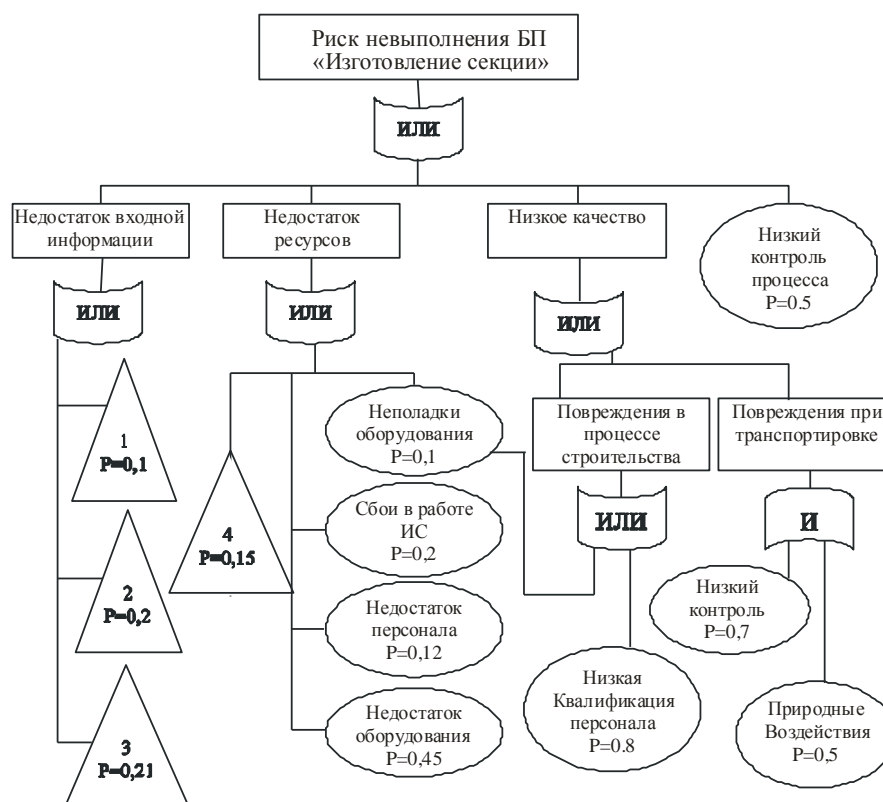 Риск невыполнения БП
«Изготовление секции»
ИЛИ
Недостаток входной
информации
Недостаток
ресурсов
Низкое качество
Низкий
контроль
процесса
P=0.5
ИЛИ
ИЛИ
ИЛИ
1
P=0,1
2
P=0,2
3
P=0,21
4
P=0,15
Неполадки
оборудования
P=0,1
Сбои в работе
ИС
P=0,2
Недостаток
персонала
P=0,12
Недостаток
оборудования
P=0,45
Повреждения в
процессе
строительства
Повреждения при
транспортировке
ИЛИ
И
Низкий
контроль
P=0,7
Низкая
Квалификация
персонала
P=0.8
Природные
Воздействия
P=0,5